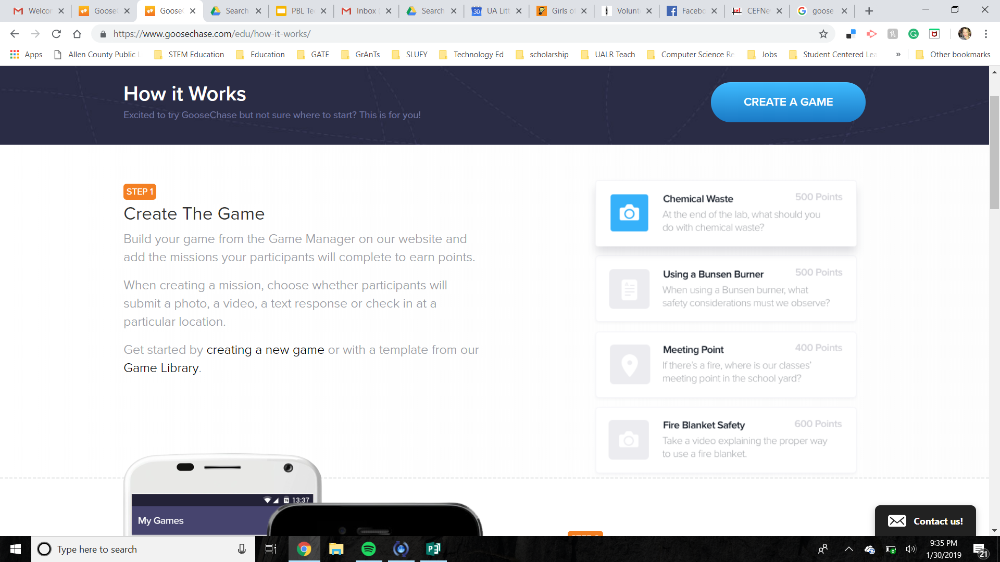 Welcor
GooseC
GooseC
Search
PBL Te
Inbox (
Search
30
UA Litt
Girls of
Volunt
Facebo
CEFNe
goose
https://www.goosechase.com/edu/how-it-works/
Apps
Allen County Public L
STEM Education
Education
GATE
GrAnTs
SLUFY
Technology Ed
scholarship
UALR Teach
Computer Science Re
Jobs
Student Centered Lea
»
Other bookmarks
How it Works
Excited to try GooseChase but not sure where to start? This is for you!
CREATE A GAME
STEP 1
Create The Game
Build your game from the Game Manager on our website and
add the missions your participants will complete to earn points.
When creating a mission, choose whether participants will
submit a photo, a video, a text response or check in at a
particular location.
Get started by creating a new game or with a template from our
Game Library.
Chemical Waste
500 Points
At the end of the lab, what should you
do with chemical waste?
Using a Bunsen Burner
500 Points
When using a Bunsen burner, what
safety considerations must we observe?
Meeting Point
400 Points
If there's a fire, where is our classes'
meeting point in the school yard?
Fire Blanket Safety
600 Points
Take a video explaining the proper way
to use a fire blanket.
76 13:37
My Games
Contact us!
Type here to search
9:35 PM
1/30/2019
21